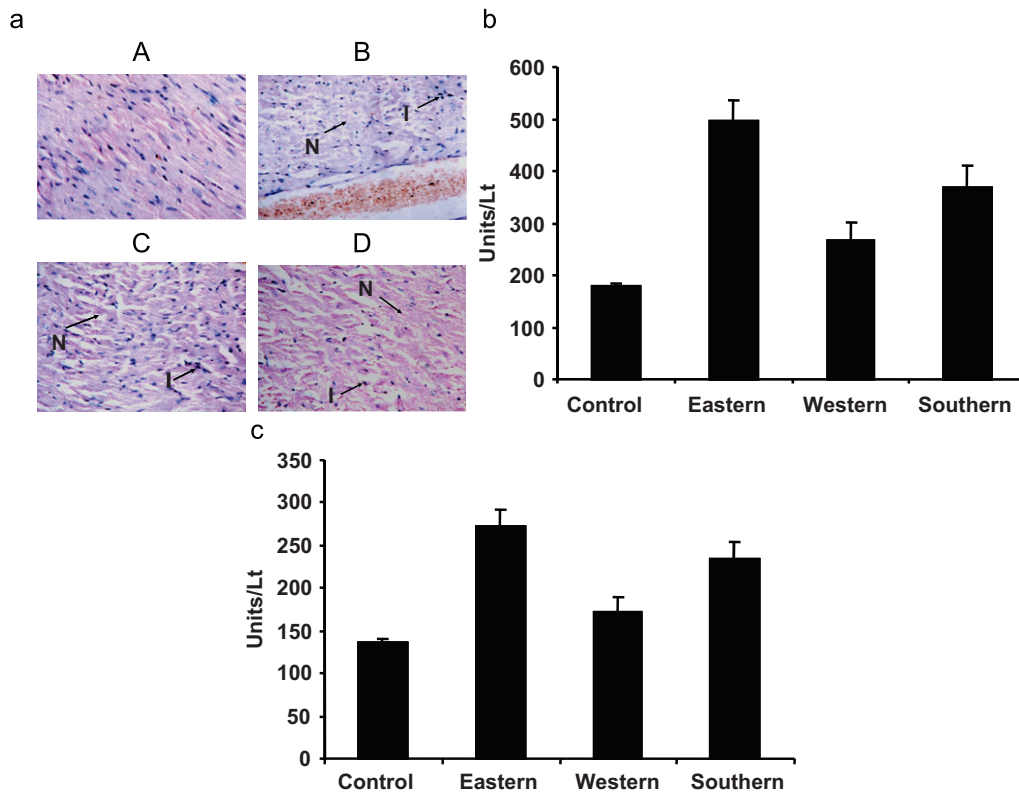 a
A
B
N
I
C
N
I
D
N
I
b
Units/Lt
600
500
400
300
200
100
0
Control Eastern Western Southern
c
Units/Lt
350
300
250
200
150
100
50
0
Control Eastern Western Southern